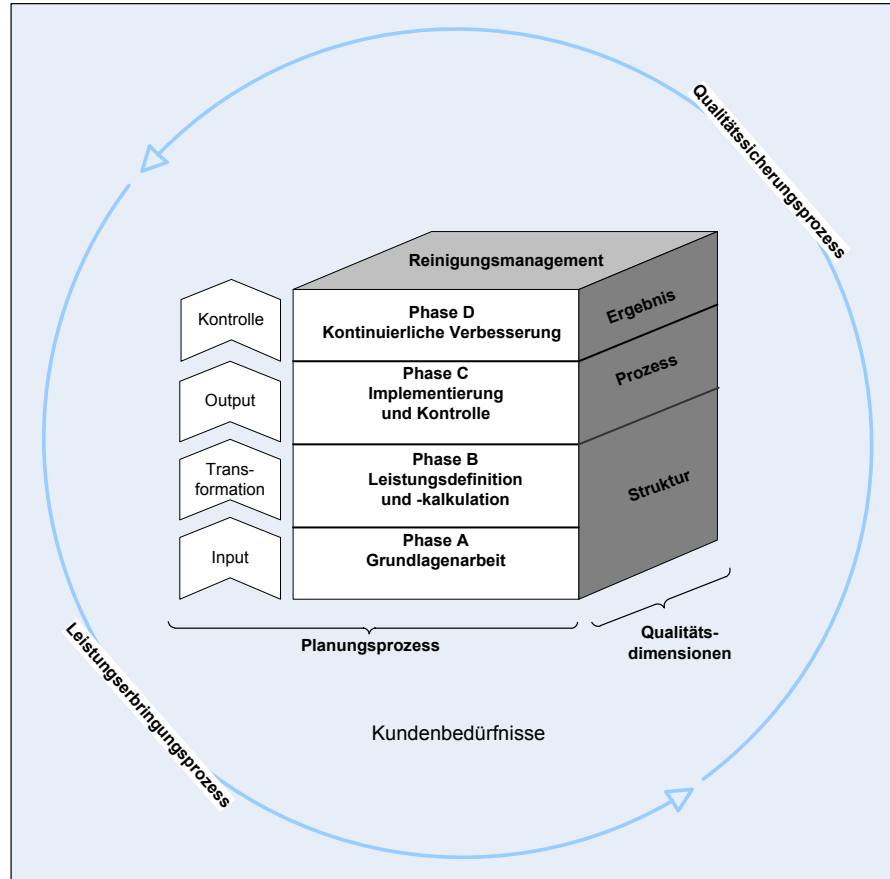 Qualitätssicherungsprozess
Reinigungsmanagement
Kontrolle
Phase D
Kontinuierliche Verbesserung
Ergebnis
Output
Phase C
Implementierung
und Kontrolle
Prozess
Trans-
formation
Phase B
Leistungsdefinition
und -kalkulation
Struktur
Input
Phase A
Grundlagenarbeit
Planungsprozess
Qualitäts-
dimensionen
Leistungserbringungsprozess
Kundenbedürfnisse